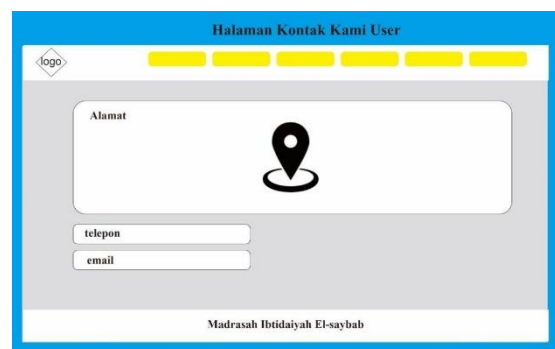 Halaman Kontak Kami User
logo
Alamat
telepon
email
Madrasah Ibtidaiyah El-saybab